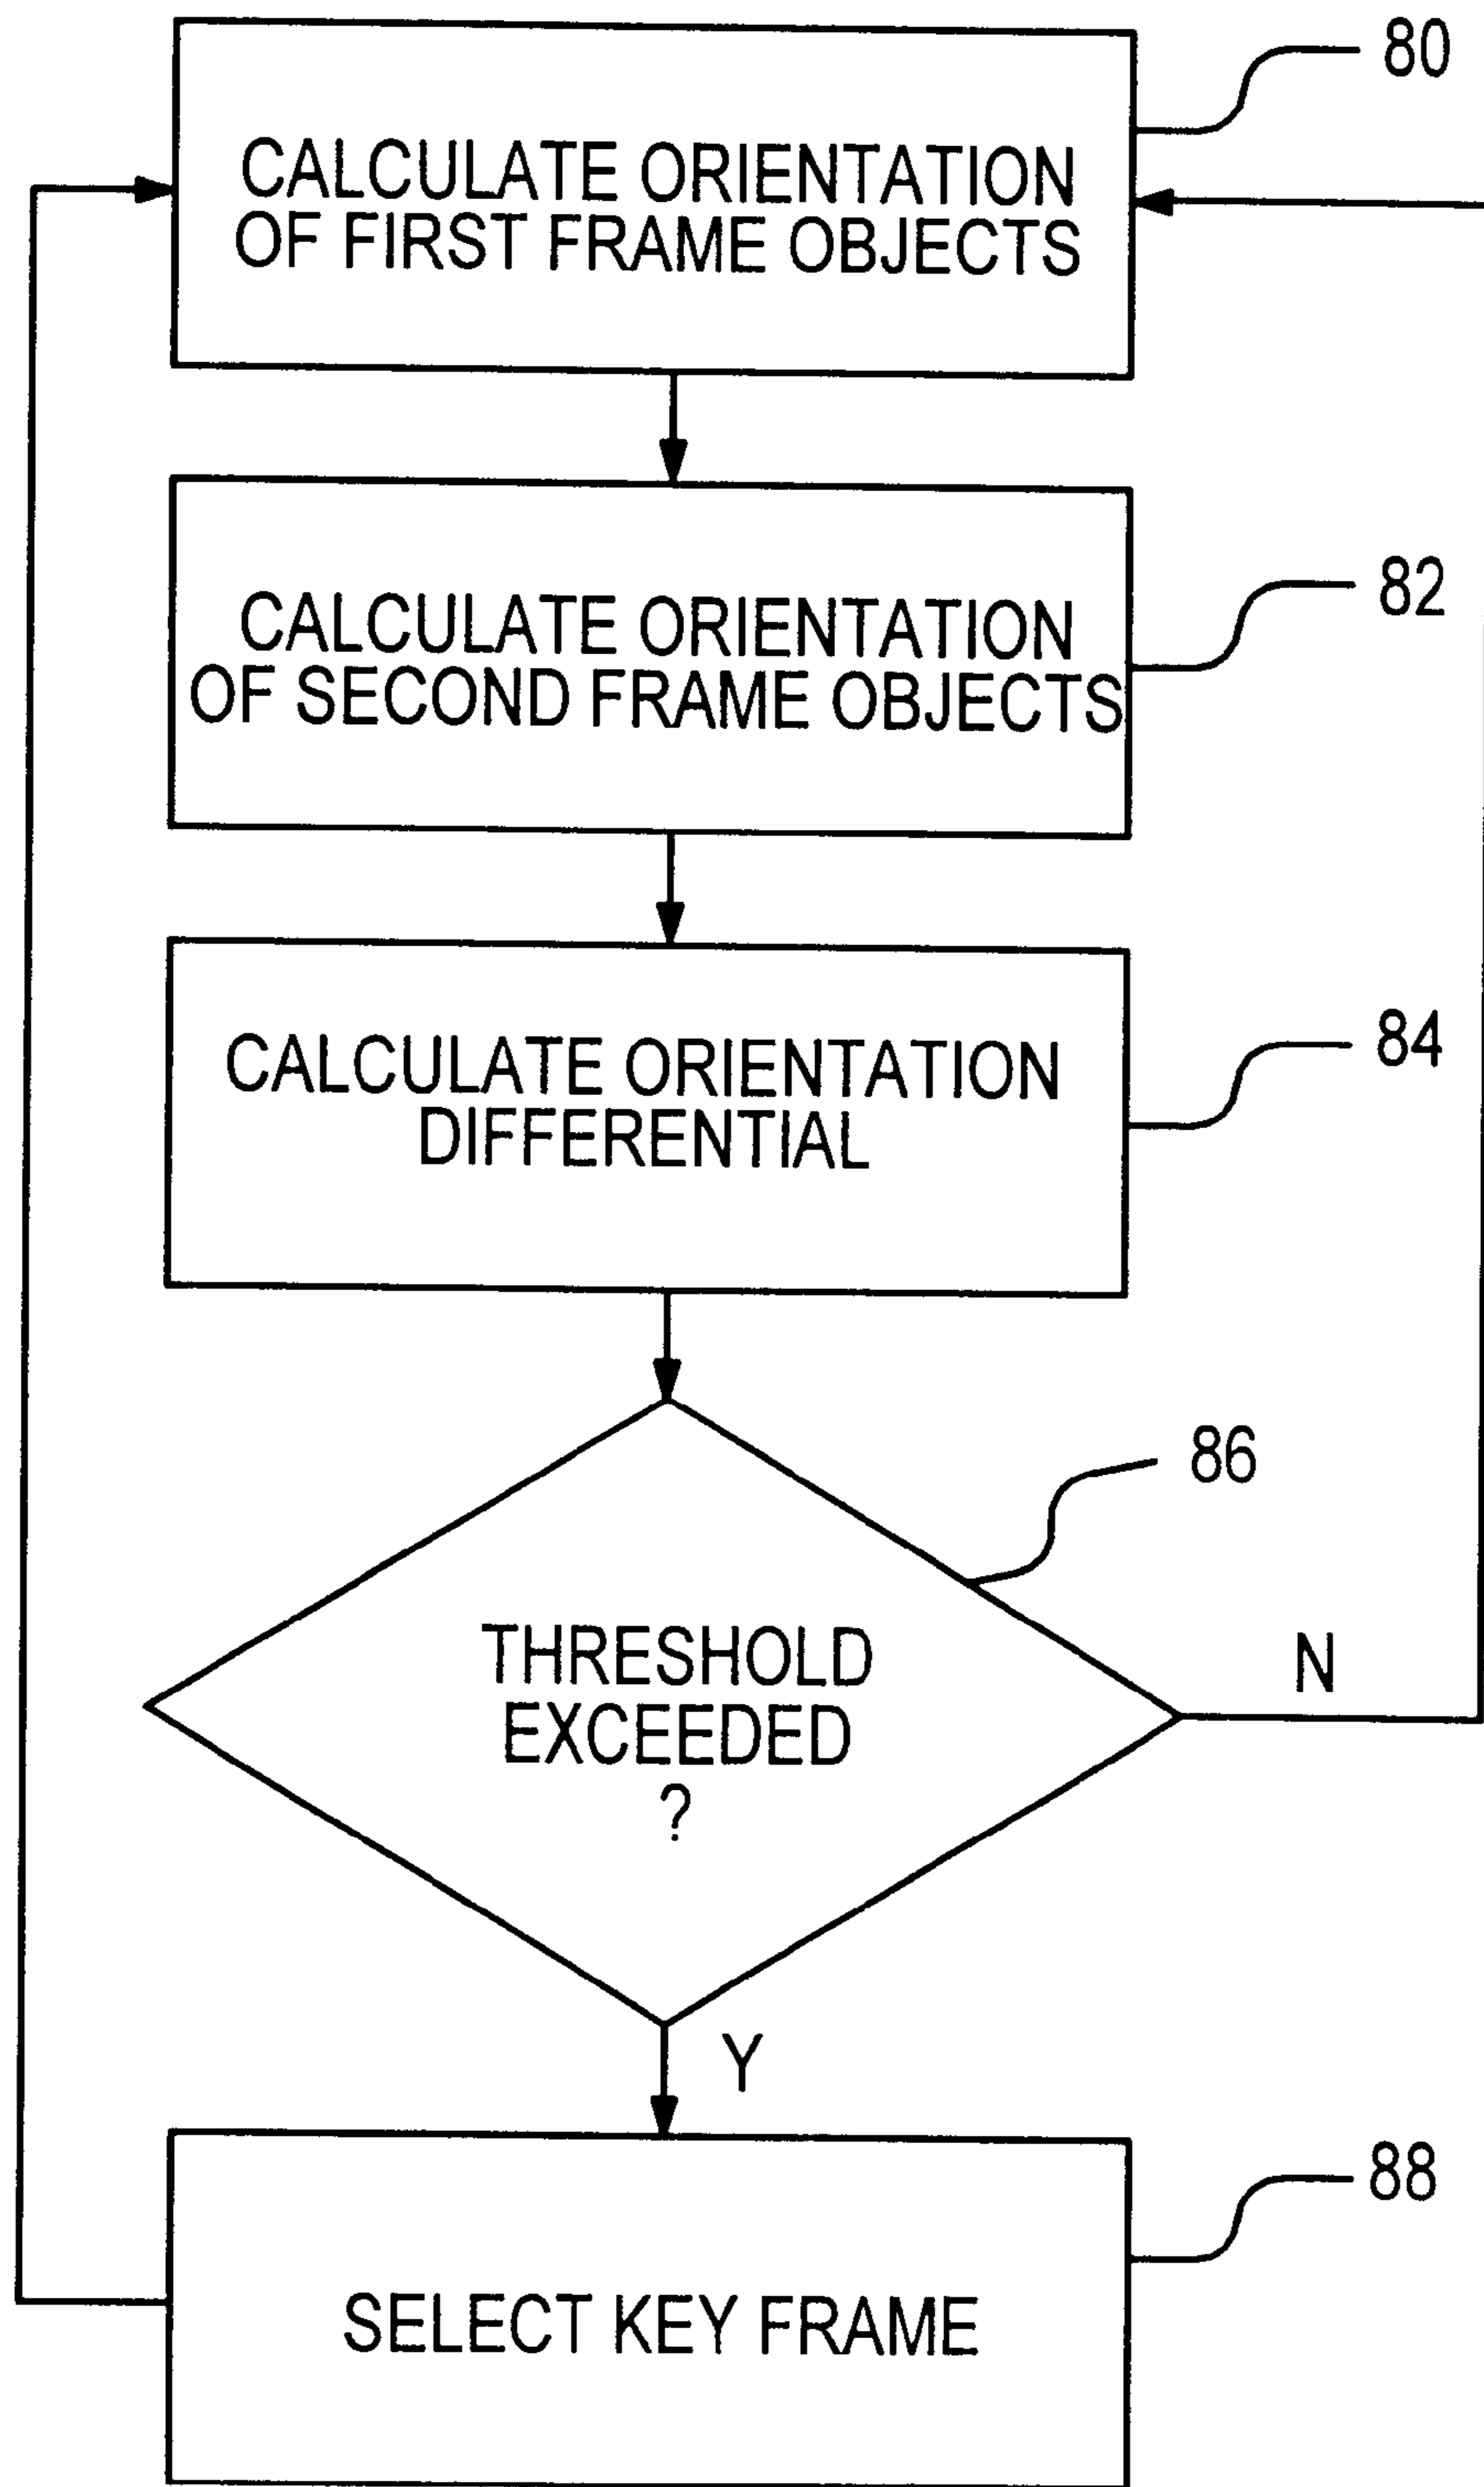 80
CALCULATE ORIENTATION
OF FIRST FRAME OBJECTS
82
CALCULATE ORIENTATION
OF SECOND FRAME OBJECTS
84
CALCULATE ORIENTATION
DIFFERENTIAL
86
THRESHOLD
EXCEEDED
?
N
Y
88
SELECT KEY FRAME